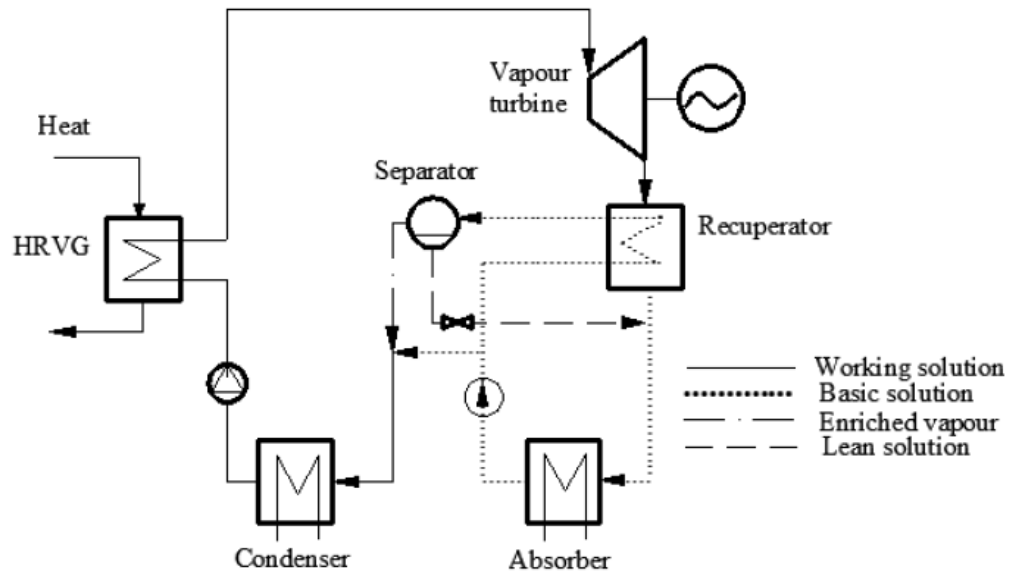 Vapour
turbine
Heat
Separator
HRVG
Recuperator
Working solution
Basic solution
Enriched vapour
Lean solution
Condenser
Absorber